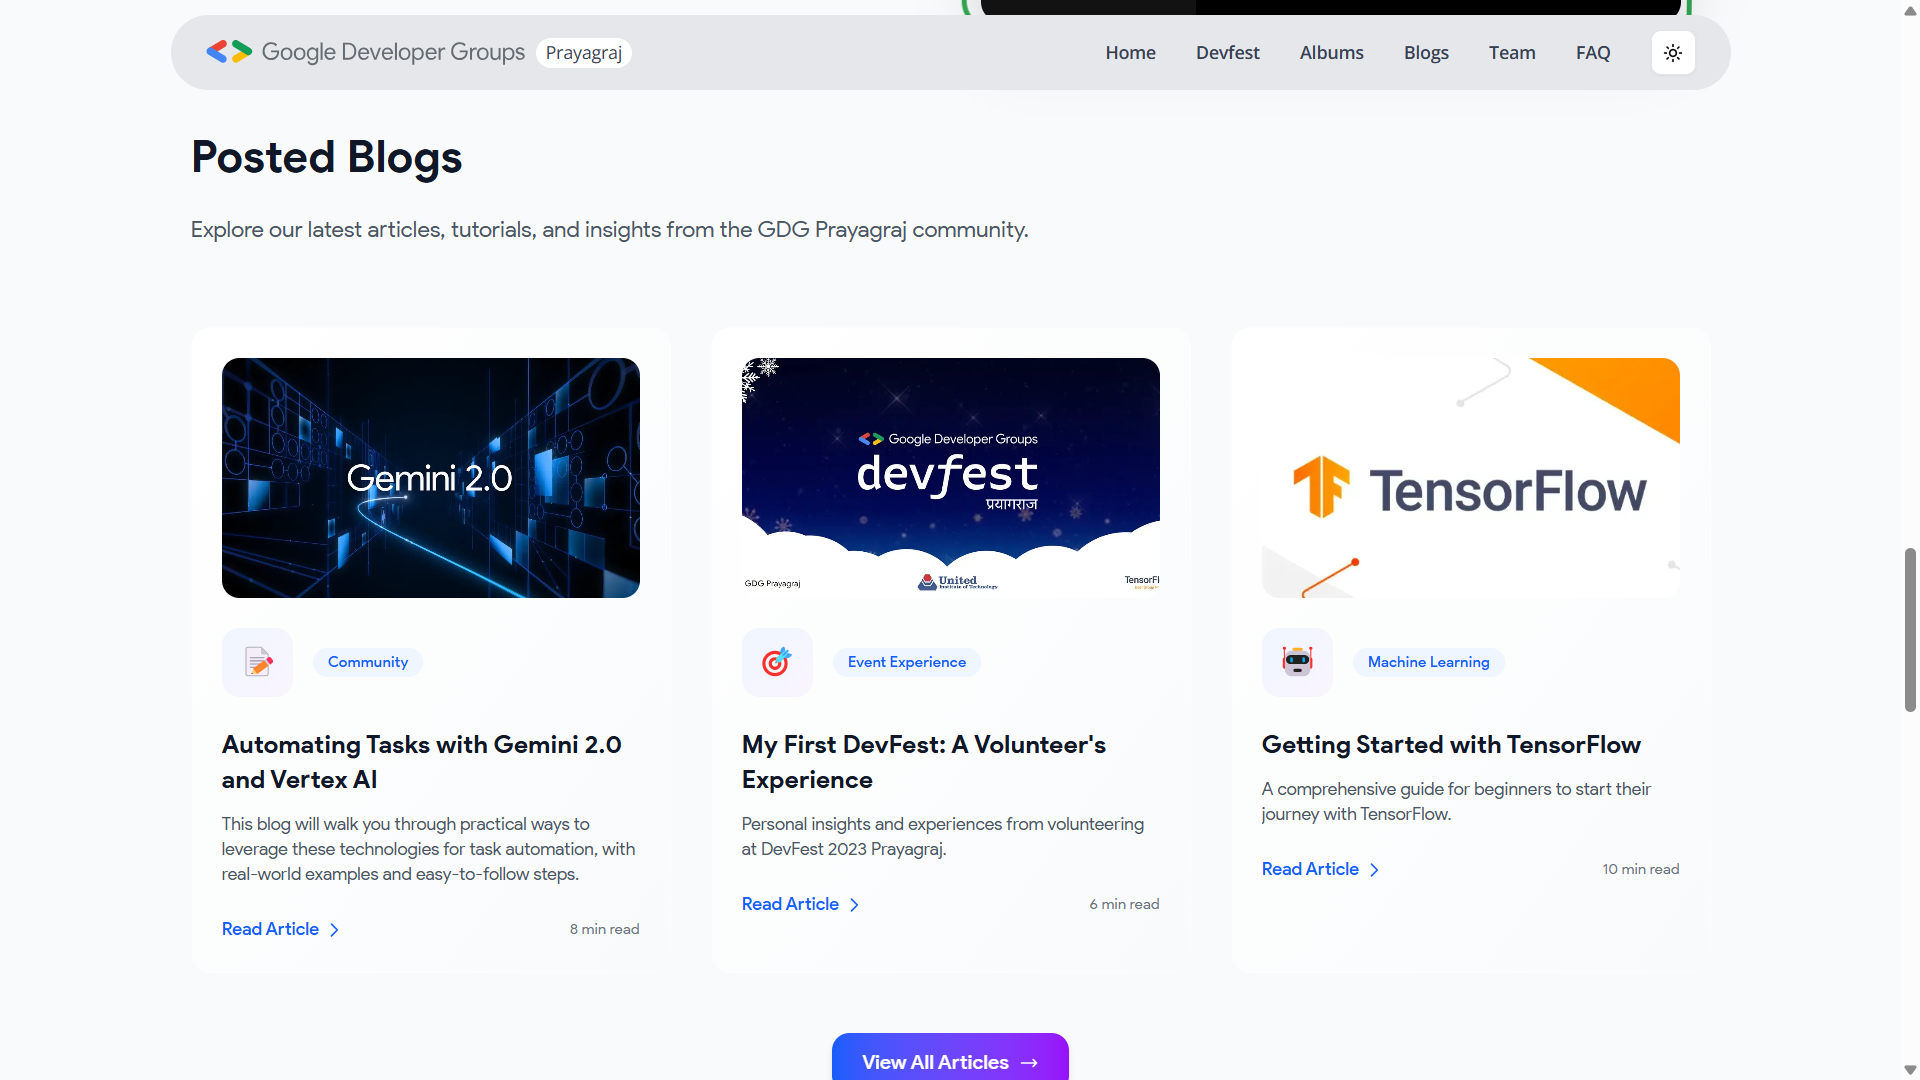 Google Developer Groups Prayagraj
Home Devfest Albums Blogs Team FAQ
Posted Blogs
Explore our latest articles, tutorials, and insights from the GDG Prayagraj community.
Gemini 2.0
Google Developer Groups
devfest
प्रयागराज
GDG Prayagraj
United
Institute of Technology
TensorFl
TensorFlow
Community
Event Experience
Machine Learning
Automating Tasks with Gemini 2.0
and Vertex AI
This blog will walk you through practical ways to
leverage these technologies for task automation, with
real-world examples and easy-to-follow steps.
Read Article
8 min read
My First DevFest: A Volunteer's
Experience
Personal insights and experiences from volunteering
at DevFest 2023 Prayagraj.
Read Article
6 min read
Getting Started with TensorFlow
A comprehensive guide for beginners to start their
journey with TensorFlow.
Read Article
10 min read
View All Articles →